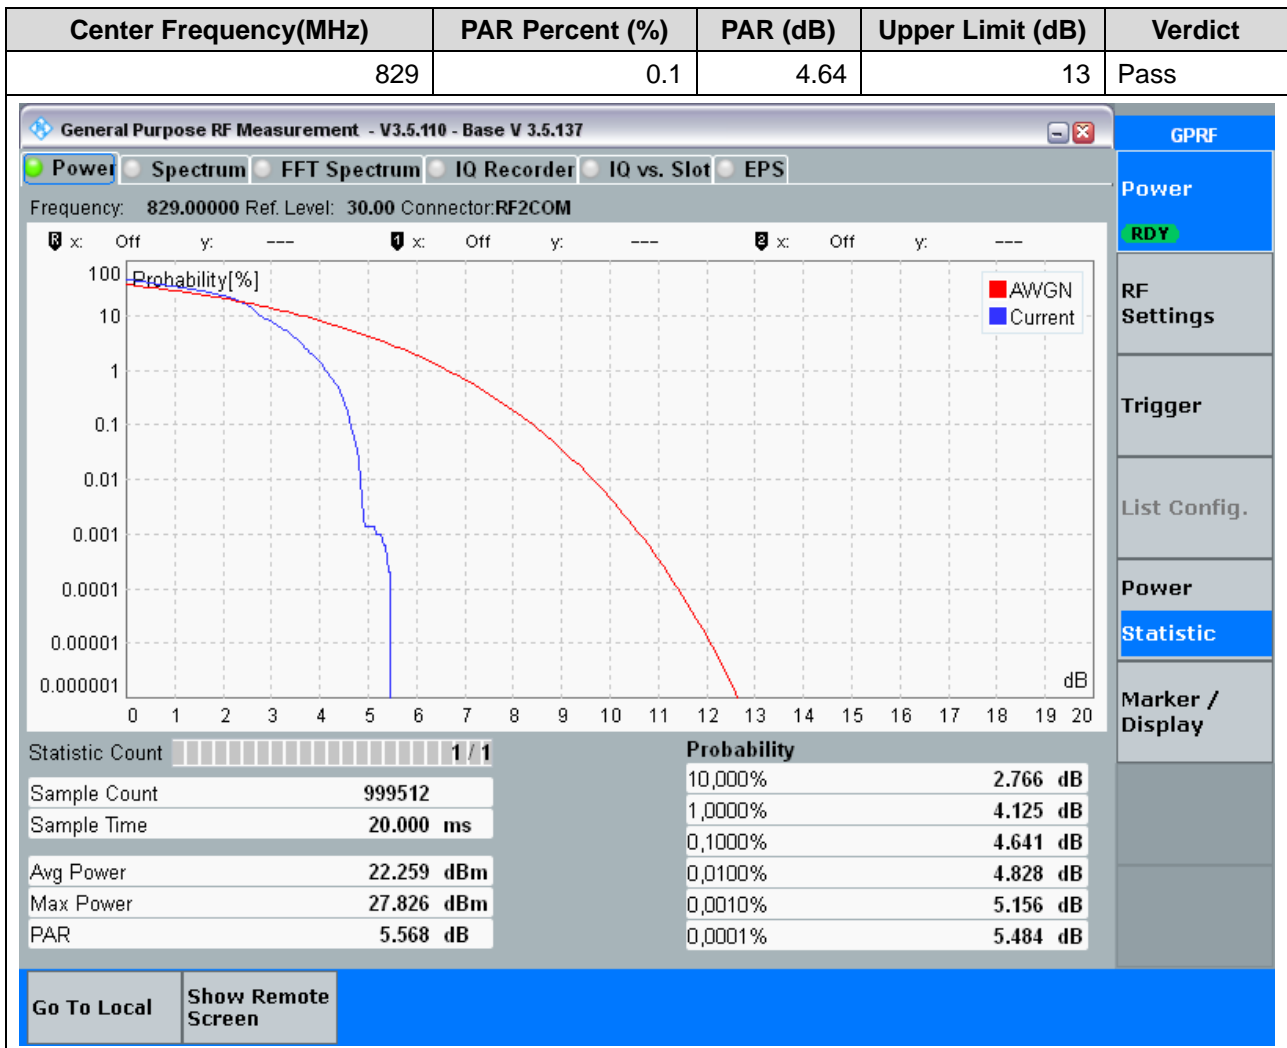 Center Frequency(MHz) PAR Percent (%) PAR (dB) Upper Limit (dB) Verdict
829 0.1 4.64 13 Pass
General Purpose RF Measurement - V3.5.110 - Base V 3.5.137
GPRF
Power Spectrum FFT Spectrum IQ Recorder IQ vs. Slot EPS
Frequency: 829.00000 Ref. Level: 30.00 Connector:RF2COM
R x: Off y: --- 1 x: Off y: --- 2 x: Off y: ---
Probability[%]
AWGN
Current
100
10
1
0.1
0.01
0.001
0.0001
0.00001
0.000001
dB
0 1 2 3 4 5 6 7 8 9 10 11 12 13 14 15 16 17 18 19 20
Statistic Count 1 / 1
Sample Count 999512
Sample Time 20.000 ms
Avg Power 22.259 dBm
Max Power 27.826 dBm
PAR 5.568 dB
Probability
10,000% 2.766 dB
1,0000% 4.125 dB
0,1000% 4.641 dB
0,0100% 4.828 dB
0,0010% 5.156 dB
0,0001% 5.484 dB
Power
RDY
RF
Settings
Trigger
List Config.
Power
Statistic
Marker /
Display
Go To Local
Show Remote
Screen